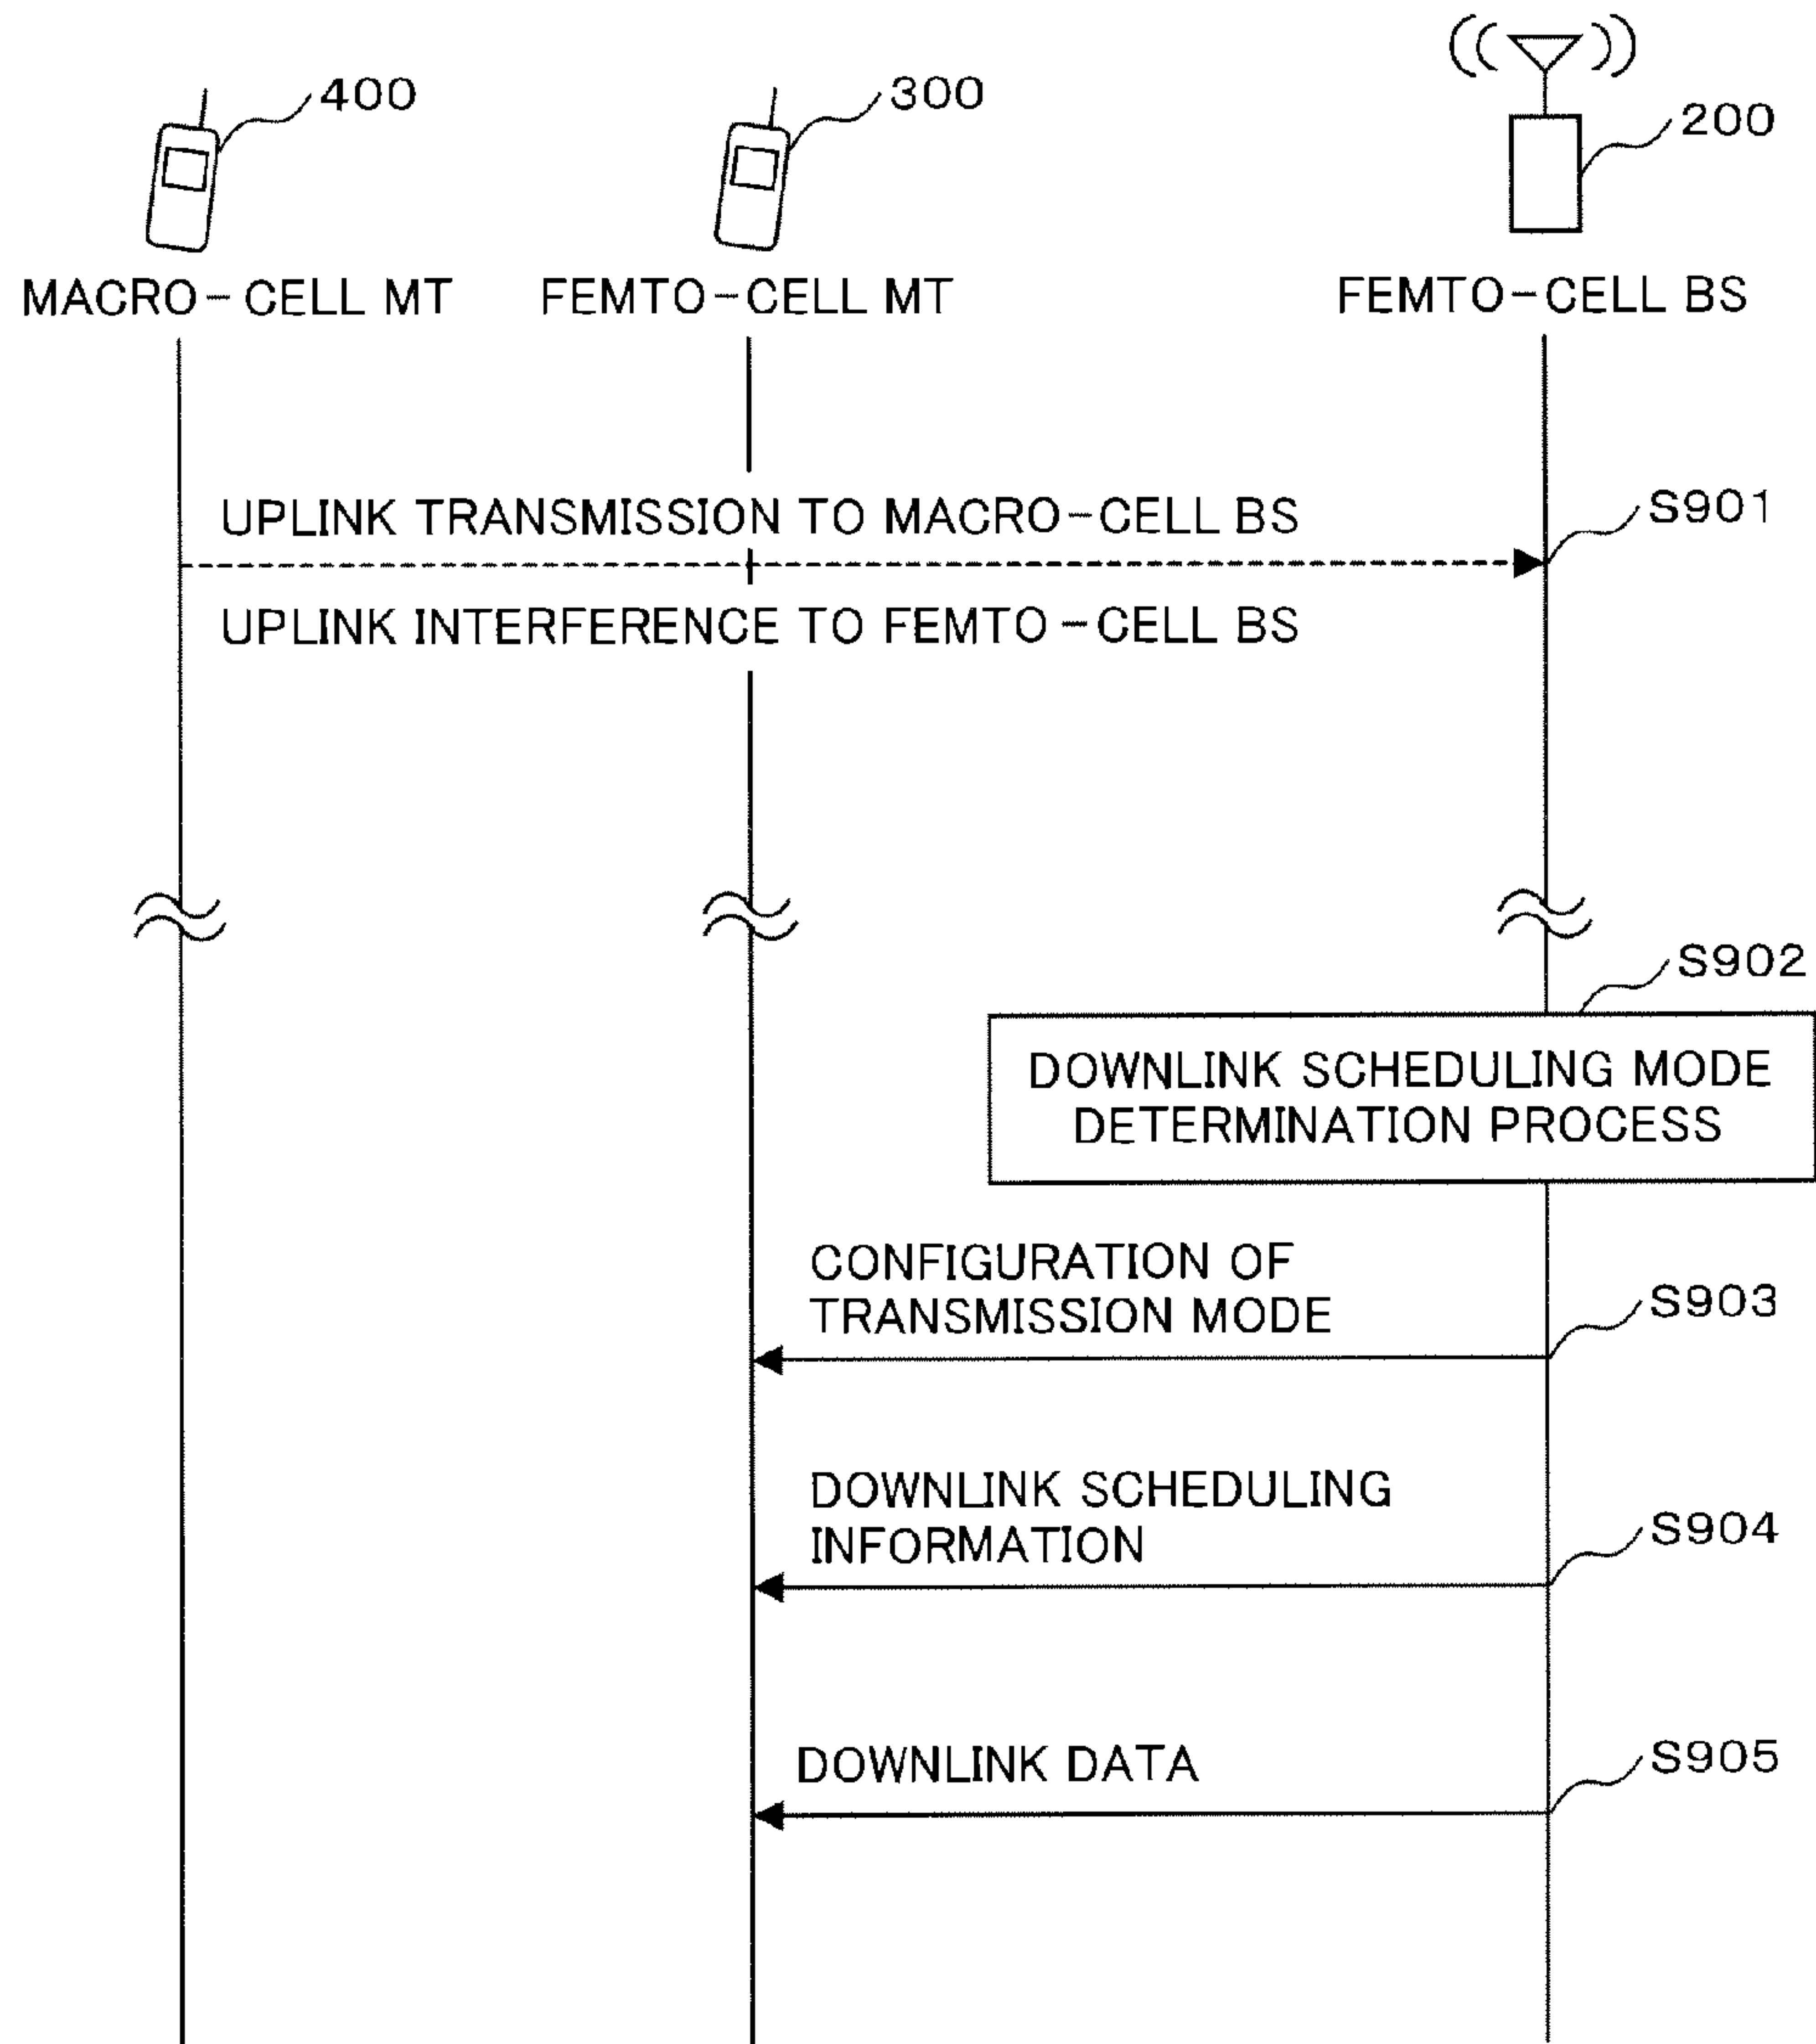 400
300
200
MACRO-CELL MT
FEMTO-CELL MT
FEMTO-CELL BS
UPLINK TRANSMISSION TO MACRO-CELL BS
S901
UPLINK INTERFERENCE TO FEMTO-CELL BS
S902
DOWNLINK SCHEDULING MODE
DETERMINATION PROCESS
CONFIGURATION OF
TRANSMISSION MODE
S903
DOWNLINK SCHEDULING
INFORMATION
S904
DOWNLINK DATA
S905